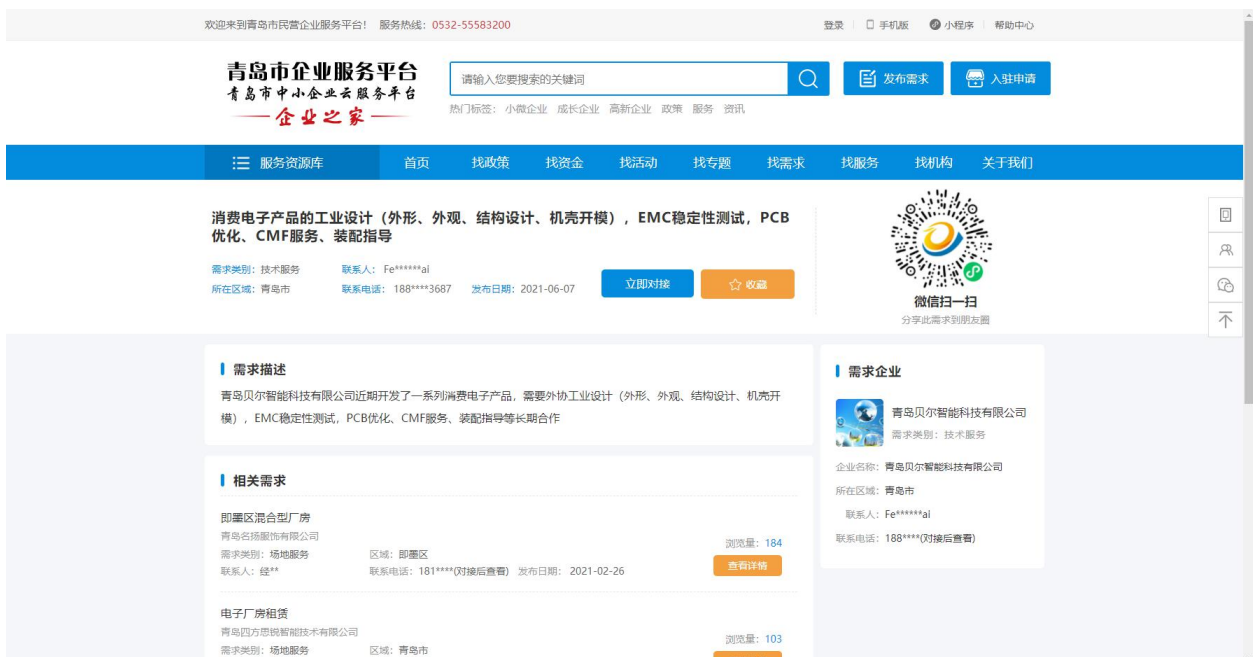 欢迎来到青岛市民营企业服务平台！ 服务热线：0532-55583200
登录 手机版 小程序 帮助中心
青岛市企业服务平台
青岛市中小企业云服务平台
企业之家
请输入您要搜索的关键词
发布需求
入驻申请
热门标签： 小微企业 成长企业 高新企业 政策 服务 资讯
服务资源库 首页 找政策 找资金 找活动 找专题 找需求 找服务 找机构 关于我们
消费电子产品的工业设计（外形、外观、结构设计、机壳开模），EMC稳定性测试，PCB
优化、CMF服务、装配指导
需求类别：技术服务 联系人：Fe******ai
所在区域：青岛市 联系电话：188****3687 发布日期：2021-06-07
立即对接
收藏
微信扫一扫
分享此需求到朋友圈
需求描述
青岛贝尔智能科技有限公司近期开发了一系列消费电子产品，需要外协工业设计（外形、外观、结构设计、机壳开
模），EMC稳定性测试，PCB优化、CMF服务、装配指导等长期合作
需求企业
青岛贝尔智能科技有限公司
需求类别：技术服务
企业名称：青岛贝尔智能科技有限公司
所在区域：青岛市
联系人：Fe******ai
联系电话：188****(对接后查看)
相关需求
即墨区混合型厂房
青岛名扬服饰有限公司
需求类别：场地服务 区域：即墨区
联系人：经** 联系电话：181****(对接后查看) 发布日期：2021-02-26
浏览量：184
查看详情
电子厂房租赁
青岛四方思锐智能技术有限公司
需求类别：场地服务 区域：青岛市
浏览量：103